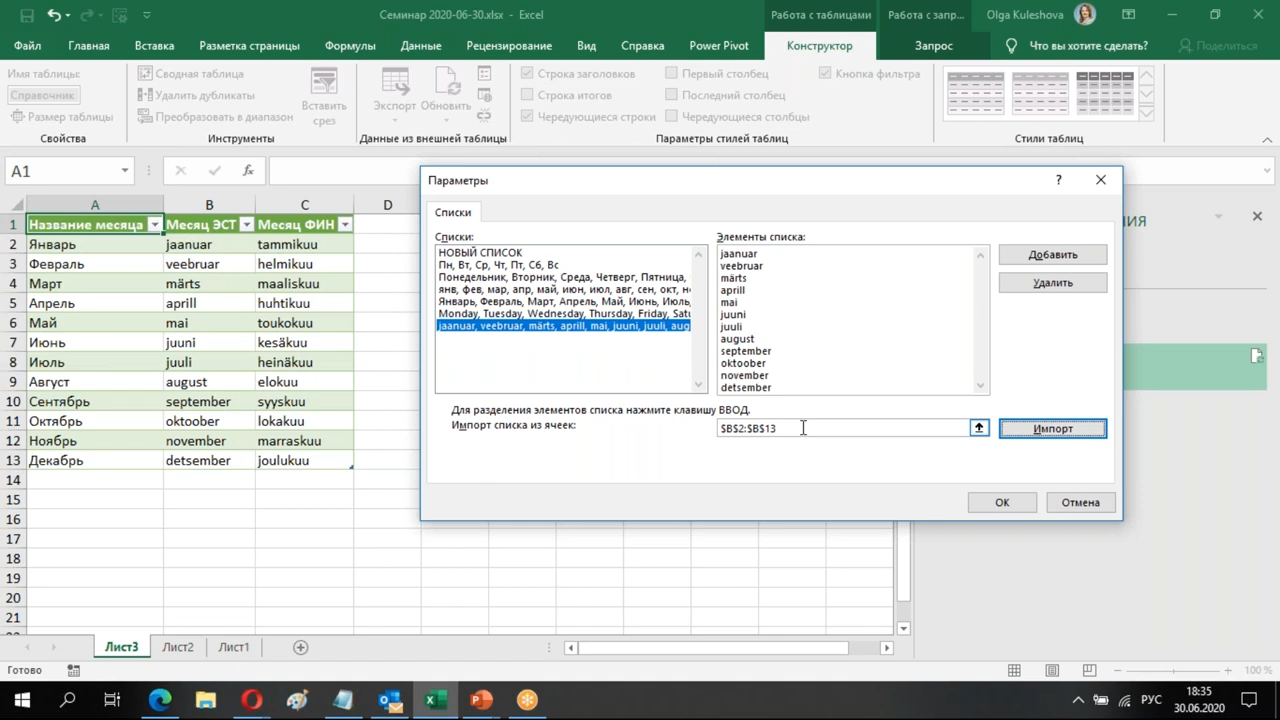 Семинар 2020-06-30.xlsx - Excel
Работа с таблицами
Работа с запр...
Olga Kuleshova
Файл
Главная
Вставка
Разметка страницы
Формулы
Данные
Рецензирование
Вид
Справка
Power Pivot
Конструктор
Запрос
Что вы хотите сделать?
Поделиться
Имя таблицы:
Справочник
Размер таблицы
Свойства
Сводная таблица
Удалить дубликаты
Преобразовать в диапазон
Вставить срез
Инструменты
Экспорт
Обновить
Данные из внешней таблицы
Строка заголовков
Строка итогов
Чередующиеся строки
Первый столбец
Последний столбец
Чередующиеся столбцы
Кнопка фильтра
Параметры стилей таблиц
Стили таблиц
A1
fx
A B C D
1 Название месяца Месяц ЭСТ Месяц ФИН
2 Январь jaanuar tammikuu
3 Февраль veebruar helmikuu
4 Март märts maaliskuu
5 Апрель aprill huhtikuu
6 Май mai toukokuu
7 Июнь juuni kesäkuu
8 Июль juuli heinäkuu
9 Август august elokuu
10 Сентябрь september syyskuu
11 Октябрь oktoober lokakuu
12 Ноябрь november marraskuu
13 Декабрь detsember joulukuu
14
15
16
17
18
19
20
21
Параметры
?
Списки
Списки:
НОВЫЙ СПИСОК
Пн, Вт, Ср, Чт, Пт, Сб, Вс
Понедельник, Вторник, Среда, Четверг, Пятница,
янв, фев, мар, апр, май, июн, июл, авг, сен, окт, но
Январь, Февраль, Март, Апрель, Май, Июнь, Июль,
Monday, Tuesday, Wednesday, Thursday, Friday, Satu
jaanuar, veebruar, märts, aprill, mai, juuni, juuli, aug
Элементы списка:
jaanuar
veebruar
märts
aprill
mai
juuni
juuli
august
september
oktoober
november
detsember
Добавить
Удалить
Для разделения элементов списка нажмите клавишу ВВОД.
Импорт списка из ячеек:
$B$2:$B$13
Импорт
ОК
Отмена
ИЯ
Лист3
Лист2
Лист1
Готово
100 %
РУС
18:35
30.06.2020